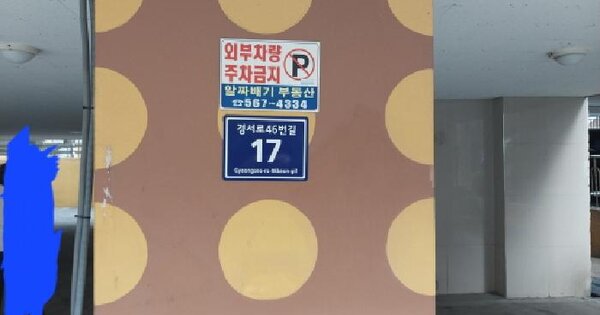 외부차량
주차금지 P
알짜배기 부동산
☎567-4334
경서로46번길
17
Gyeongseo-ro 46beon-gil